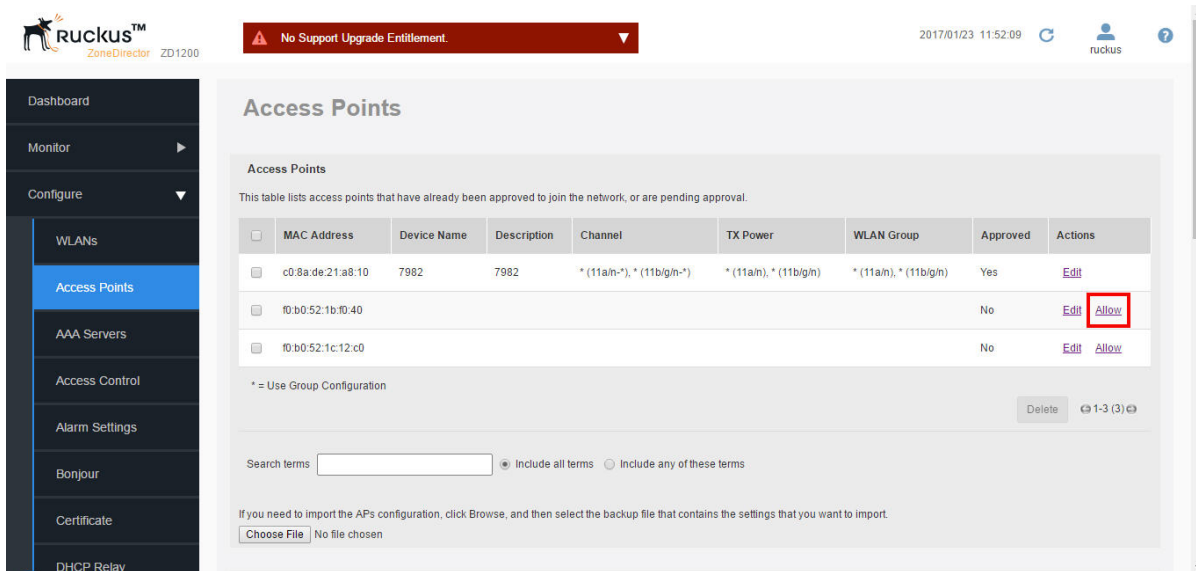 Ruckus™
ZoneDirector ZD1200
No Support Upgrade Entitlement.
2017/01/23 11:52:09
ruckus
Dashboard
Monitor
Configure
WLANs
Access Points
AAA Servers
Access Control
Alarm Settings
Bonjour
Certificate
DHCP Relay
Access Points
Access Points
This table lists access points that have already been approved to join the network, or are pending approval.
MAC Address Device Name Description Channel TX Power WLAN Group Approved Actions
c0:8a:de:21:a8:10 7982 7982 * (11a/n-*), * (11b/g/n-*) * (11a/n), * (11b/g/n) * (11a/n), * (11b/g/n) Yes Edit
f0:b0:52:1b:f0:40 No Edit Allow
f0:b0:52:1c:12:c0 No Edit Allow
* = Use Group Configuration
Delete 1-3 (3)
Search terms Include all terms Include any of these terms
If you need to import the APs configuration, click Browse, and then select the backup file that contains the settings that you want to import.
Choose File No file chosen